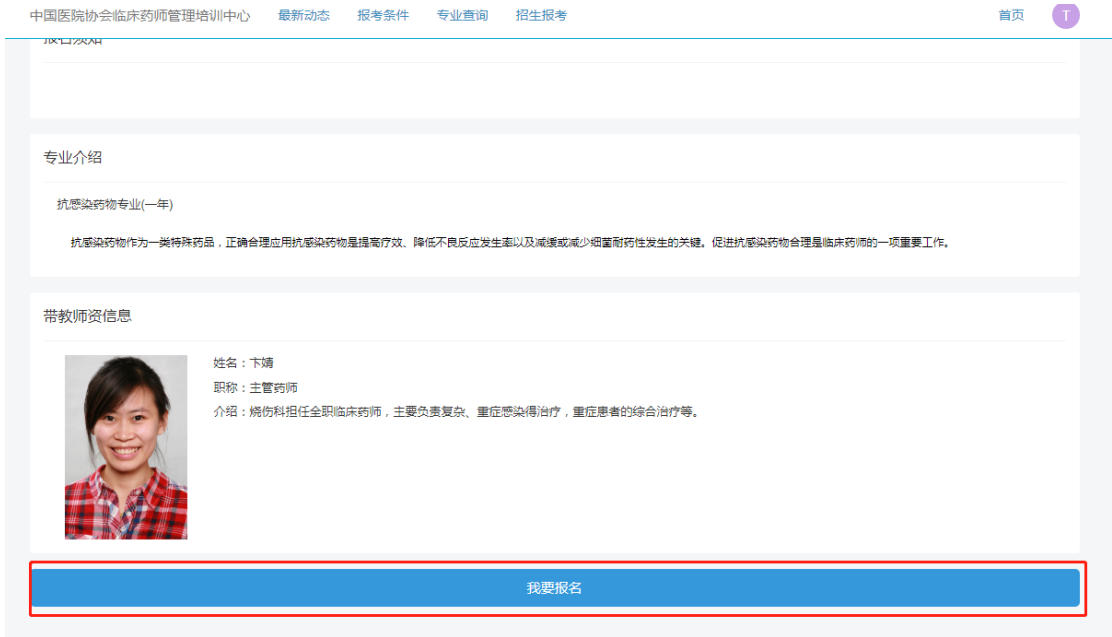 中国医院协会临床药师管理培训中心 最新动态 报考条件 专业查询 招生报考 首页 T
报名须知
专业介绍
抗感染药物专业(一年)
抗感染药物作为一类特殊药品，正确合理应用抗感染药物是提高疗效、降低不良反应发生率以及减缓或减少细菌耐药性发生的关键。促进抗感染药物合理是临床药师的一项重要工作。
带教师资信息
姓名：卞婧
职称：主管药师
介绍：烧伤科担任全职临床药师，主要负责复杂、重症感染得治疗，重症患者的综合治疗等。
我要报名